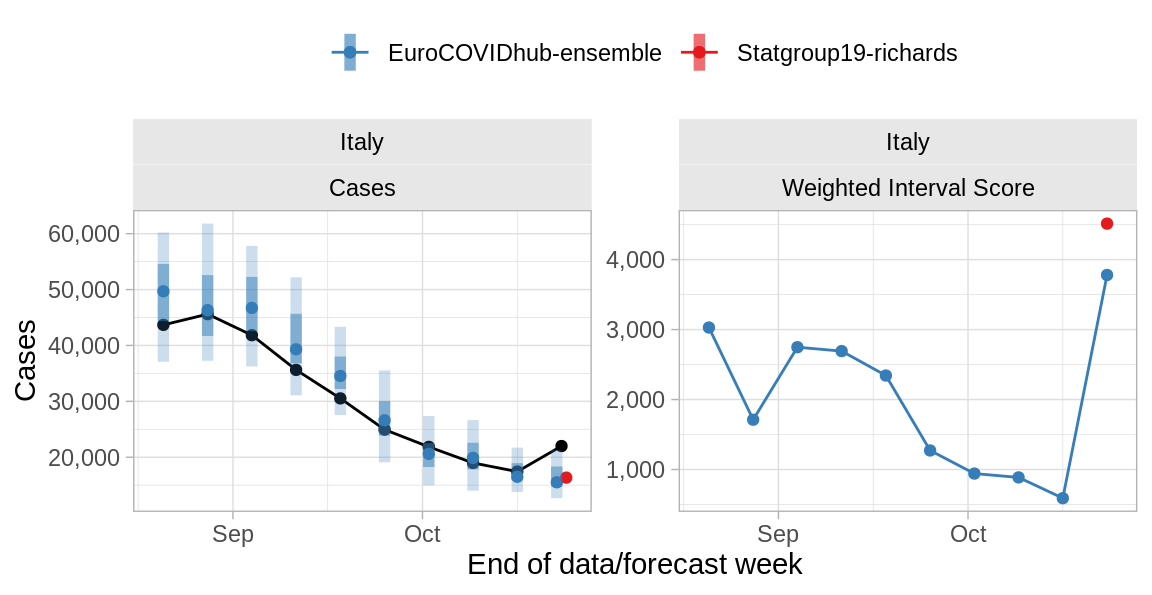 EuroCOVIDhub-ensemble Statgroup19-richards
Italy
Cases
Cases
60,000
50,000
40,000
30,000
20,000
Sep Oct
Italy
Weighted Interval Score
4,000
3,000
2,000
1,000
Sep Oct
End of data/forecast week